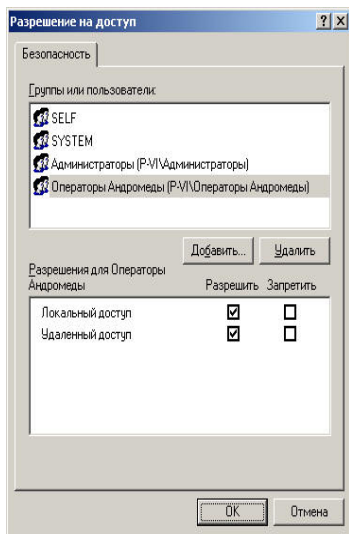 Разрешение на доступ
Безопасность
Группы или пользователи:
SELF
SYSTEM
Администраторы (P-VI\Администраторы)
Операторы Андромеды (P-VI\Операторы Андромеды)
Добавить... Удалить
Разрешения для Операторы
Андромеды Разрешить Запретить
Локальный доступ
Удаленный доступ
OK Отмена